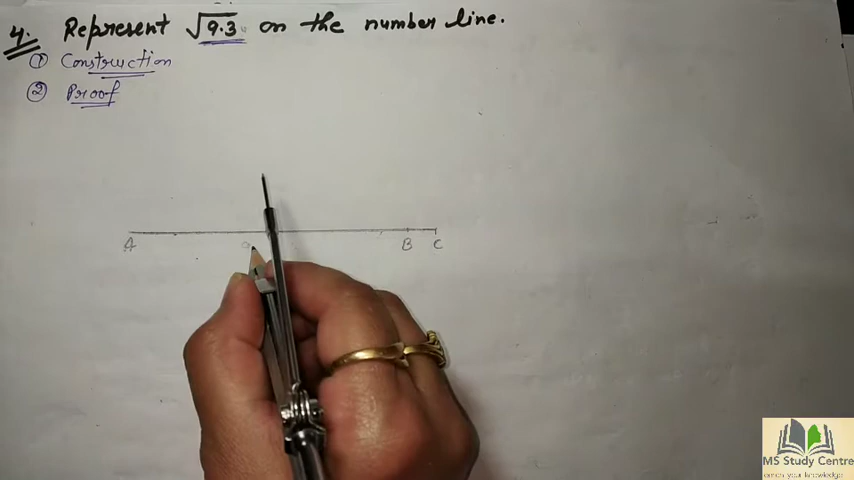 4. Represent √9.3 on the number line.
① Construction
② Proof
A B C
MS Study Centre